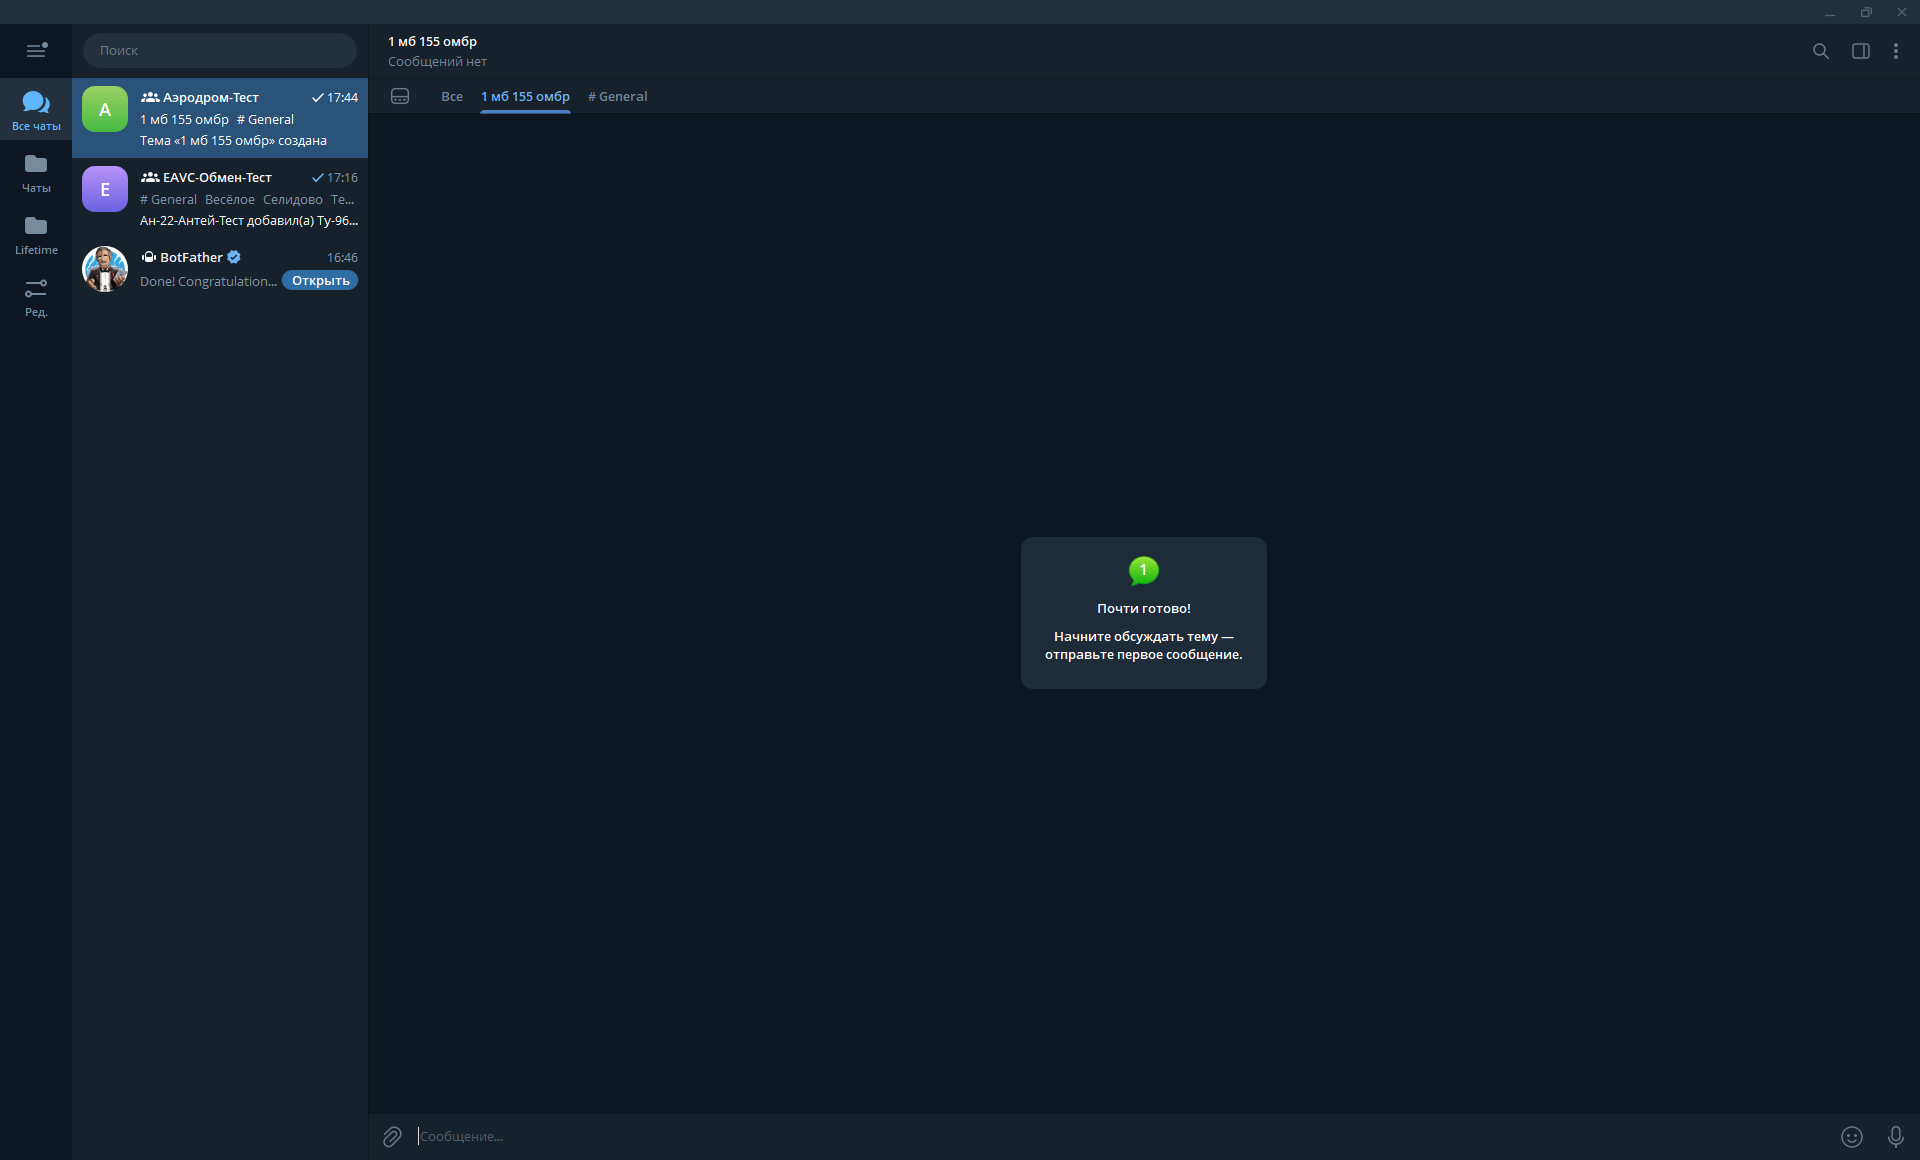 Поиск
Все чаты
Чаты
Lifetime
Ред.
А
Аэродром-Тест 17:44
1 мб 155 омбр # General
Тема «1 мб 155 омбр» создана
E
EAVC-Обмен-Тест 17:16
# General Весёлое Селидово Те...
Ан-22-Антей-Тест добавил(а) Ту-96...
BotFather 16:46
Done! Congratulation... Открыть
1 мб 155 омбр
Сообщений нет
Все 1 мб 155 омбр # General
1
Почти готово!
Начните обсуждать тему —
отправьте первое сообщение.
Сообщение...